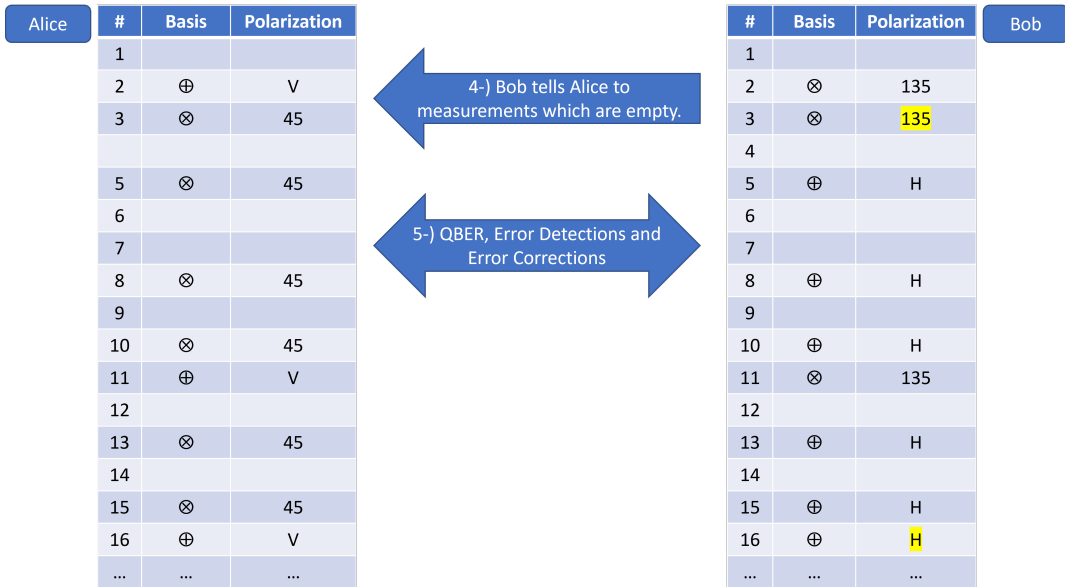 Alice
# Basis Polarization
1
2 ⊕ V
3 ⊗ 45
5 ⊗ 45
6
7
8 ⊗ 45
9
10 ⊗ 45
11 ⊕ V
12
13 ⊗ 45
14
15 ⊗ 45
16 ⊕ V
... ... ...
4-) Bob tells Alice to
measurements which are empty.
5-) QBER, Error Detections and
Error Corrections
# Basis Polarization
1
2 ⊗ 135
3 ⊗ 135
4
5 ⊕ H
6
7
8 ⊕ H
9
10 ⊕ H
11 ⊗ 135
12
13 ⊕ H
14
15 ⊕ H
16 ⊕ H
... ... ...
Bob